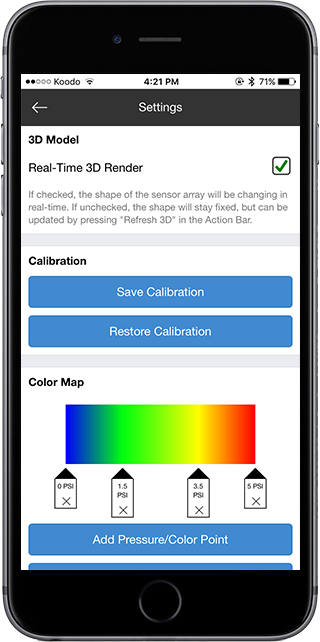 Koodo 4:21 PM 71%
Settings
3D Model
Real-Time 3D Render
If checked, the shape of the sensor array will be changing in
real-time. If unchecked, the shape will stay fixed, but can be
updated by pressing "Refresh 3D" in the Action Bar.
Calibration
Save Calibration
Restore Calibration
Color Map
0 PSI 1.5 PSI 3.5 PSI 5 PSI
Add Pressure/Color Point